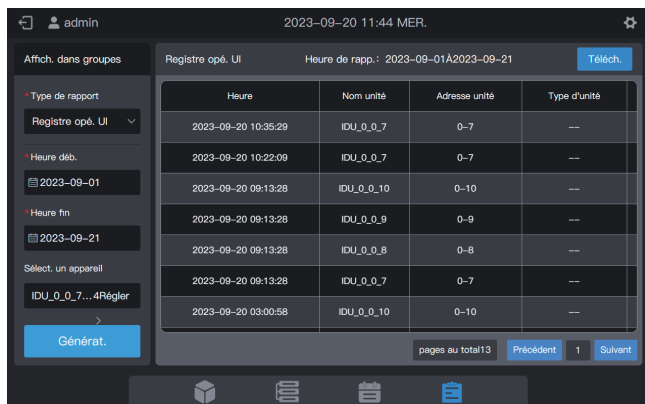 admin
2023-09-20 11:44 MER.
Affich. dans groupes
*Type de rapport
Registre opé. UI
*Heure déb.
2023-09-01
*Heure fin
2023-09-21
Sélect. un appareil
IDU_0_0_7...4Régler
Générat.
Registre opé. UI
Heure de rapp.: 2023-09-01À2023-09-21
Téléch.
Heure Nom unité Adresse unité Type d'unité
2023-09-20 10:35:29 IDU_0_0_7 0-7 --
2023-09-20 10:22:09 IDU_0_0_7 0-7 --
2023-09-20 09:13:28 IDU_0_0_10 0-10 --
2023-09-20 09:13:28 IDU_0_0_9 0-9 --
2023-09-20 09:13:28 IDU_0_0_8 0-8 --
2023-09-20 09:13:28 IDU_0_0_7 0-7 --
2023-09-20 03:00:58 IDU_0_0_10 0-10 --
pages au total13 Précédent 1 Suivant